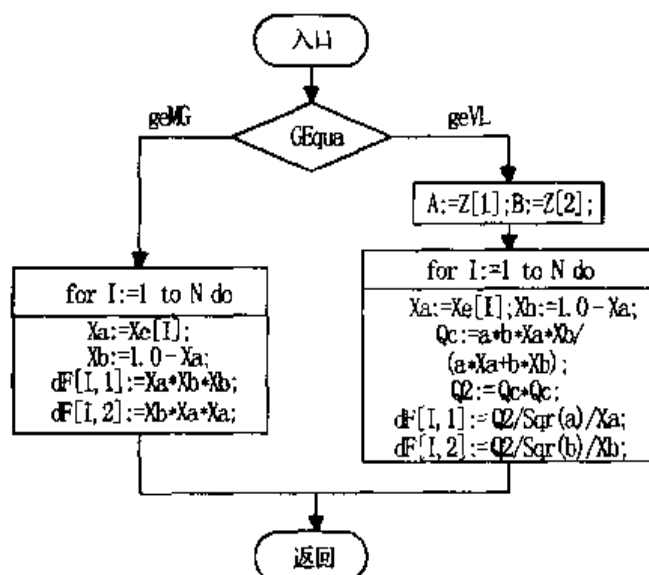 入口
geMG
GEqua
geVL
A:=Z[1];B:=Z[2];
for I:=1 to N do
Xa:=Xe[I];
Xb:=1.0-Xa;
dF[I,1]:=Xa*Xb*Xb;
dF[I,2]:=Xb*Xa*Xa;
for I:=1 to N do
Xa:=Xe[I];Xb:=1.0-Xa;
Qc:=a*b*Xa*Xb/
(a*Xa+b*Xb);
Q2:=Qc*Qc;
dF[I,1]:=Q2/Sqr(a)/Xa;
dF[I,2]:=Q2/Sqr(b)/Xb;
返回